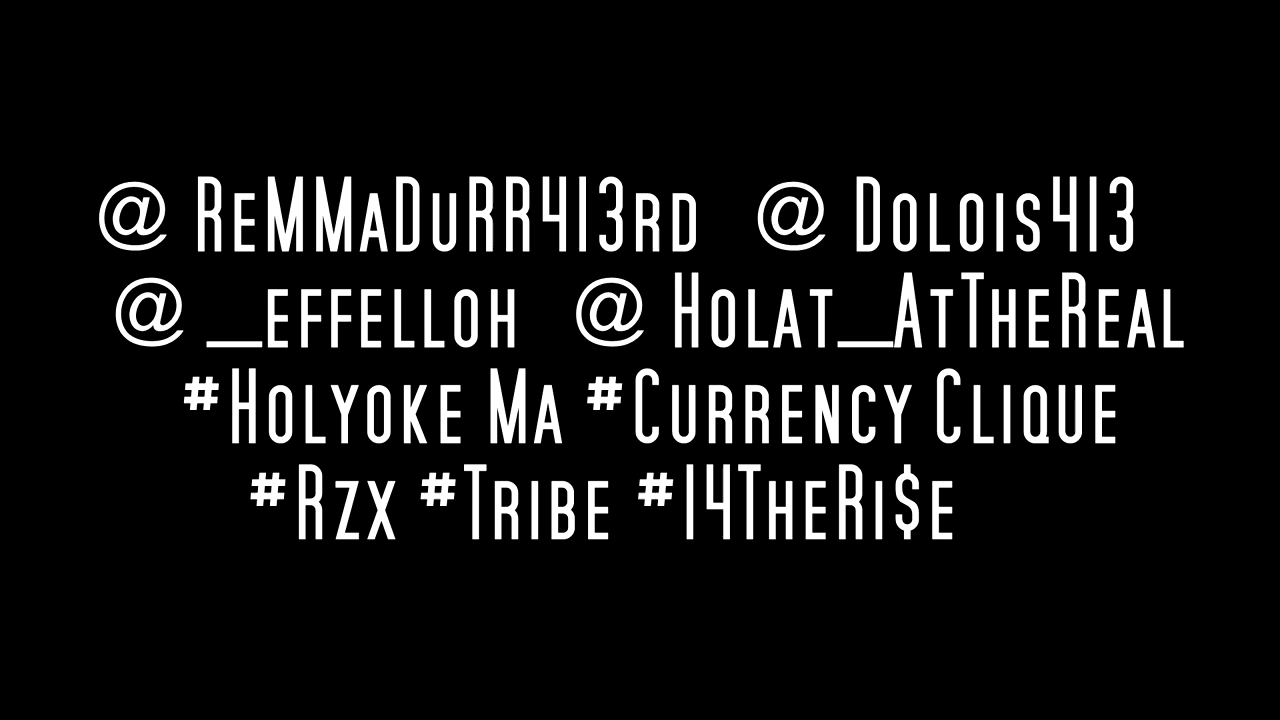 @ ReMMaDuRR413rd @ Dolois413
@ _effelloh @ Holat_AtTheReal
#Holyoke Ma #Currency Clique
#Rzx #Tribe #14TheRi$e